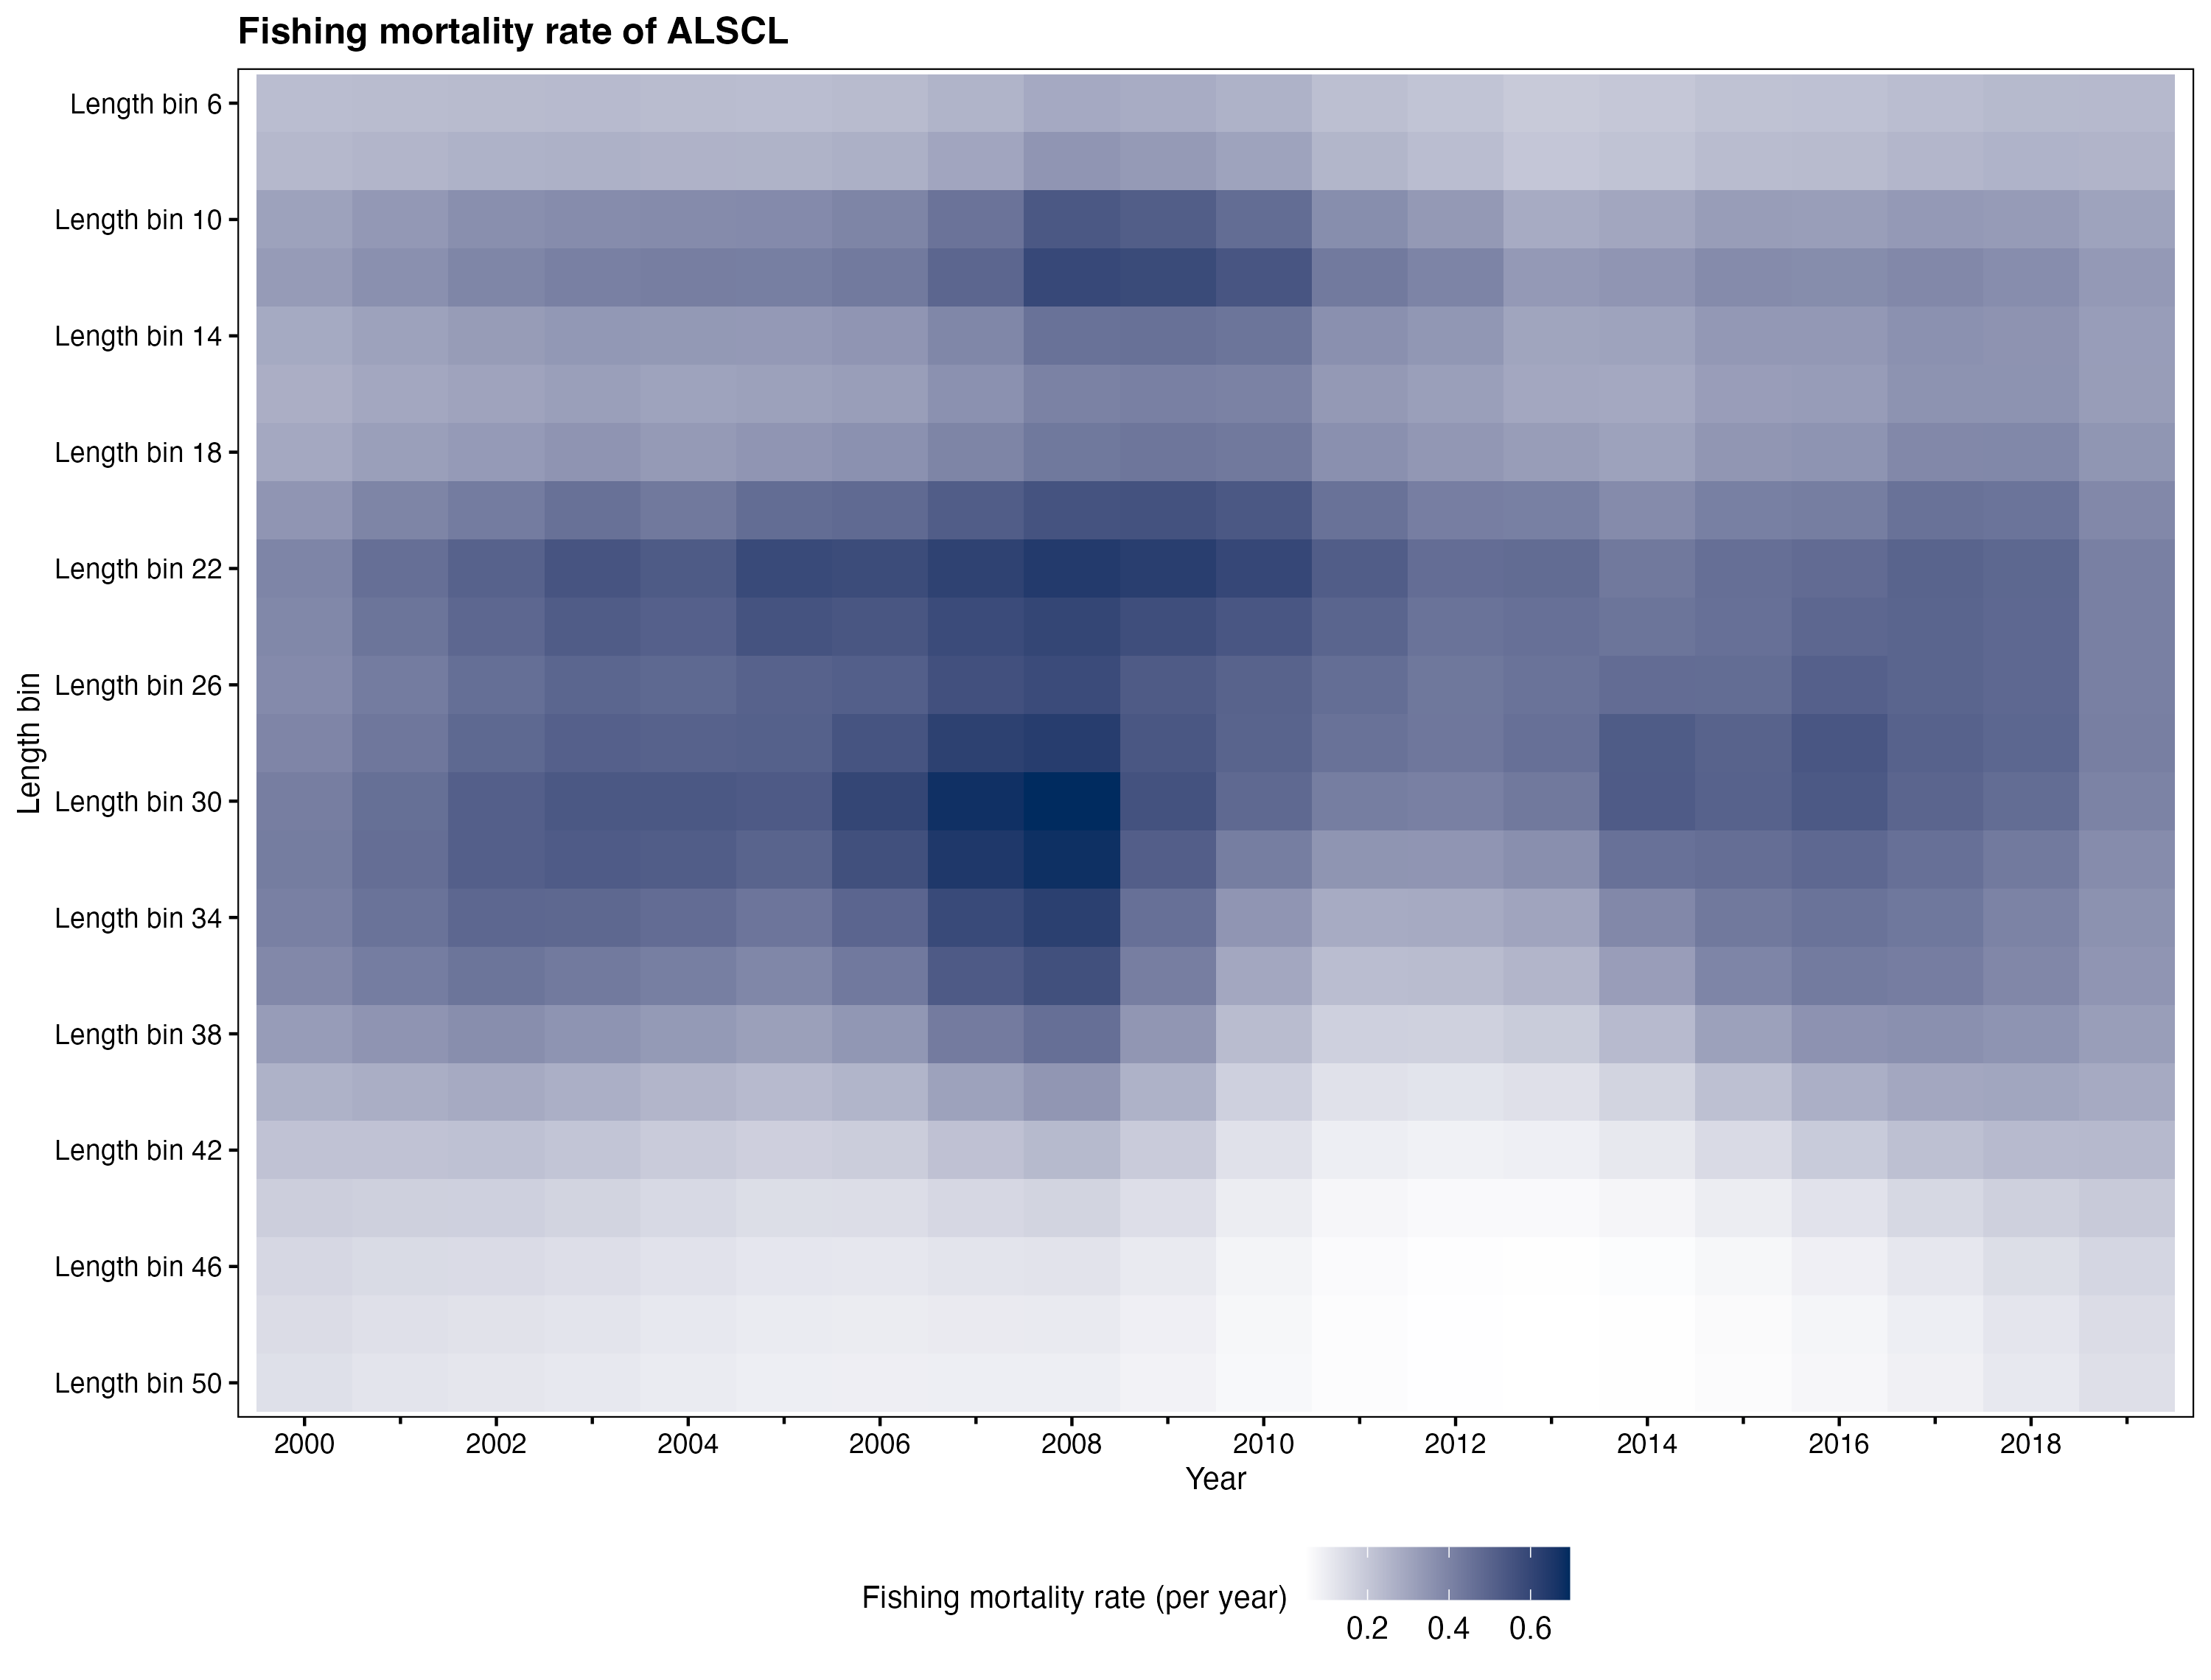 Fishing mortality rate of ALSCL
Length bin
Length bin 6
Length bin 10
Length bin 14
Length bin 18
Length bin 22
Length bin 26
Length bin 30
Length bin 34
Length bin 38
Length bin 42
Length bin 46
Length bin 50
2000 2002 2004 2006 2008 2010 2012 2014 2016 2018
Year
Fishing mortality rate (per year)
0.2 0.4 0.6